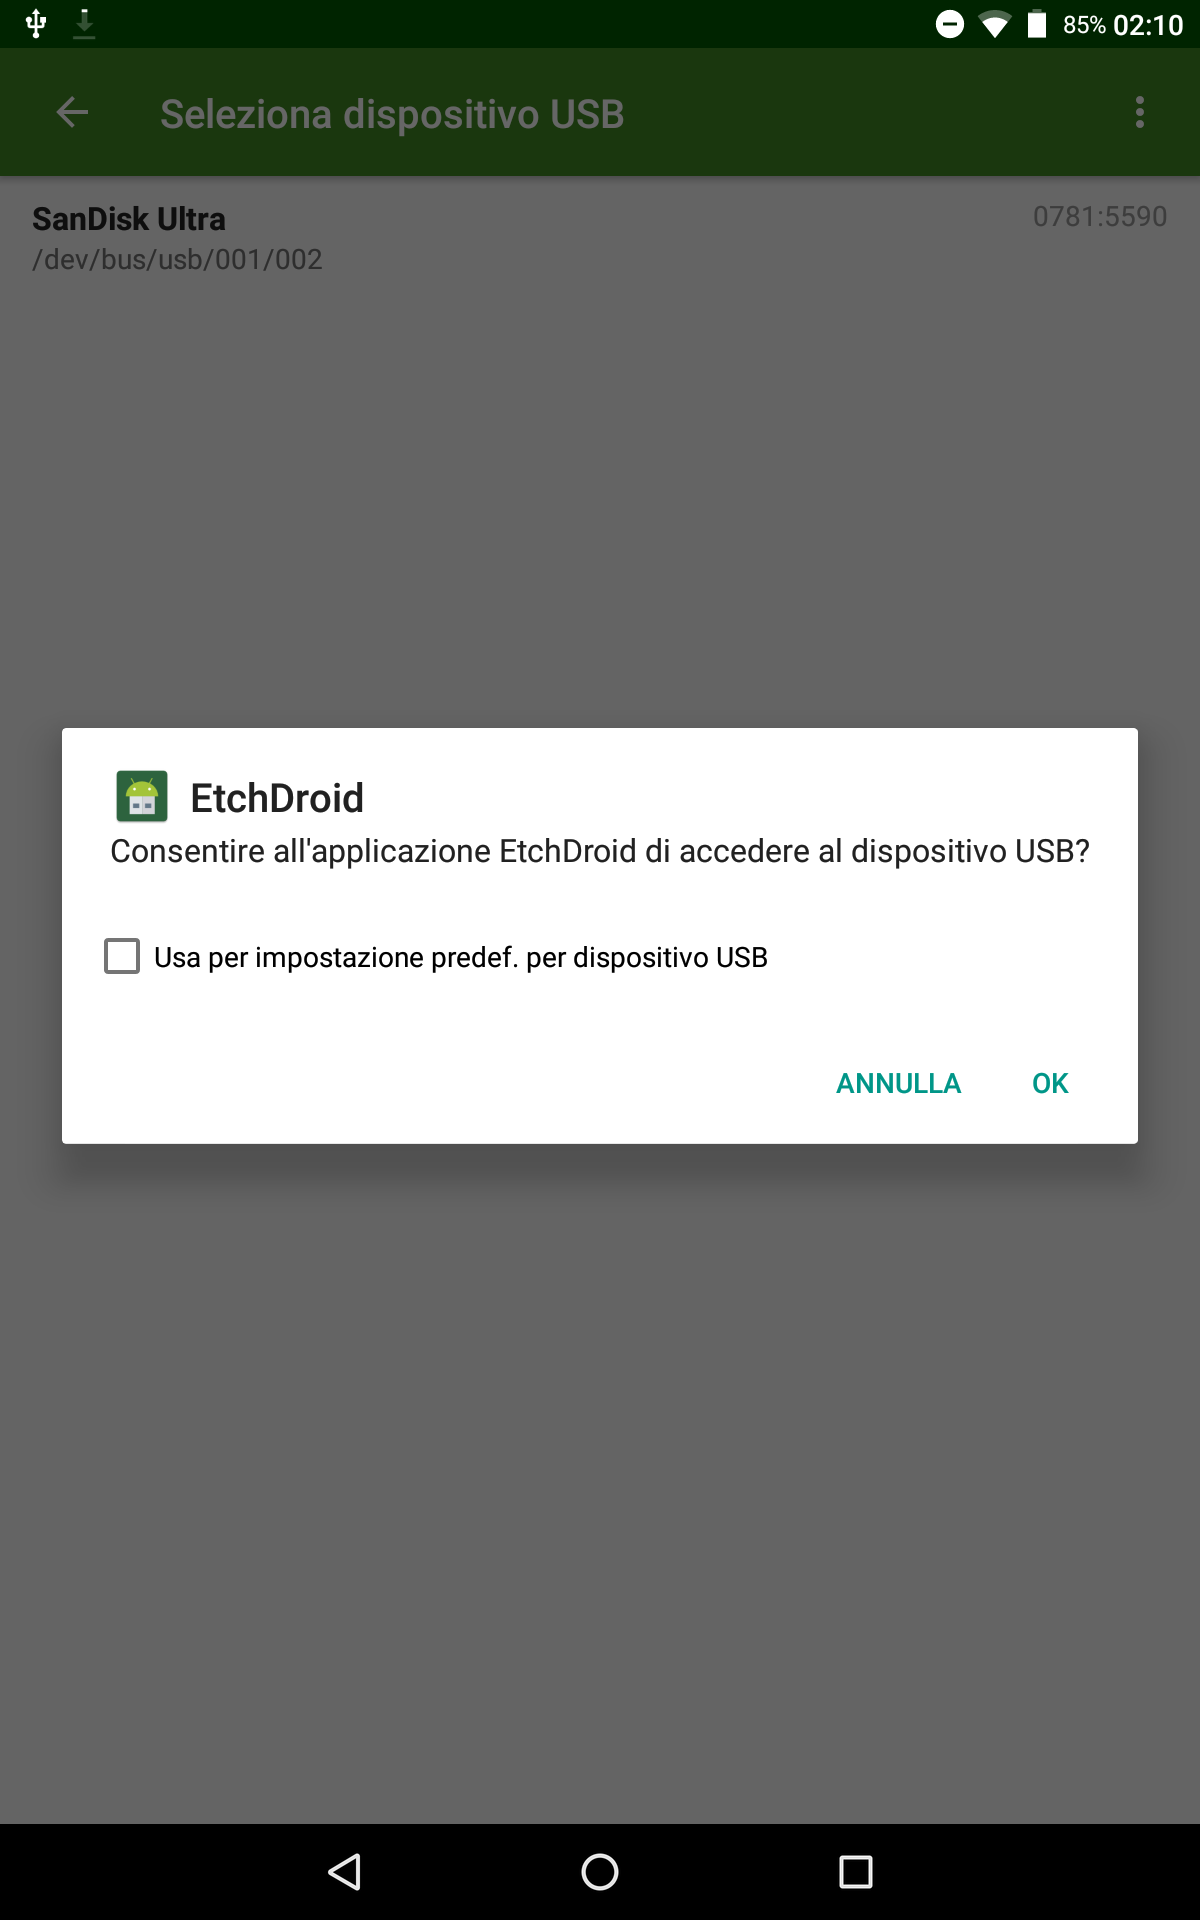 85% 02:10
Seleziona dispositivo USB
SanDisk Ultra
0781:5590
/dev/bus/usb/001/002
EtchDroid
Consentire all'applicazione EtchDroid di accedere al dispositivo USB?
Usa per impostazione predef. per dispositivo USB
ANNULLA OK